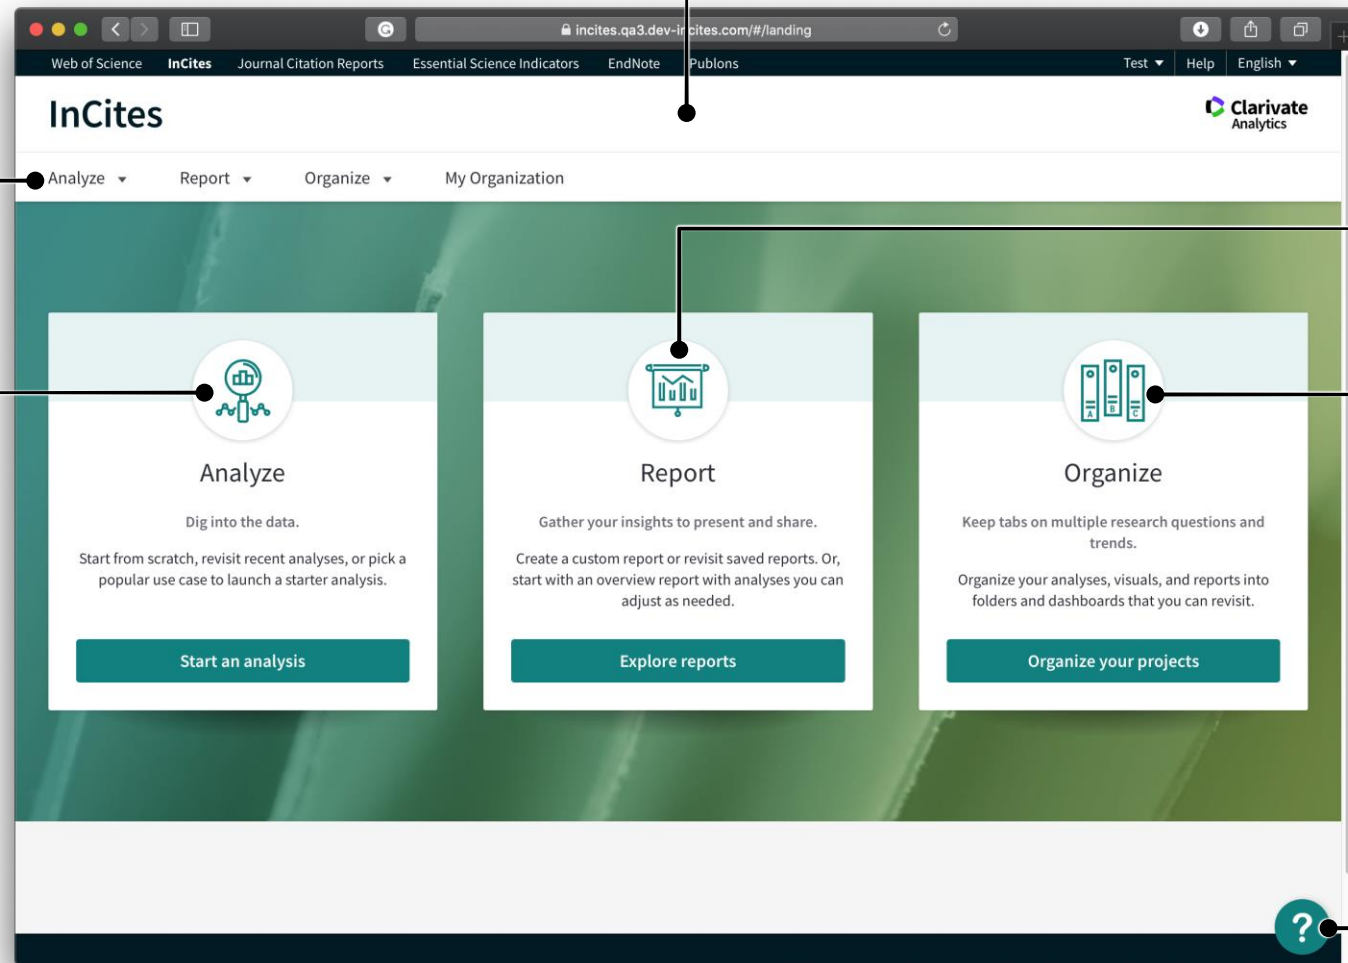 incites.qa3.dev-incites.com/#/landing
Web of Science InCites Journal Citation Reports Essential Science Indicators EndNote Publons Test Help English
InCites
Clarivate
Analytics
Analyze Report Organize My Organization
A B C
Analyze
Dig into the data.
Start from scratch, revisit recent analyses, or pick a
popular use case to launch a starter analysis.
Start an analysis
Report
Gather your insights to present and share.
Create a custom report or revisit saved reports. Or,
start with an overview report with analyses you can
adjust as needed.
Explore reports
Organize
Keep tabs on multiple research questions and
trends.
Organize your analyses, visuals, and reports into
folders and dashboards that you can revisit.
Organize your projects
?